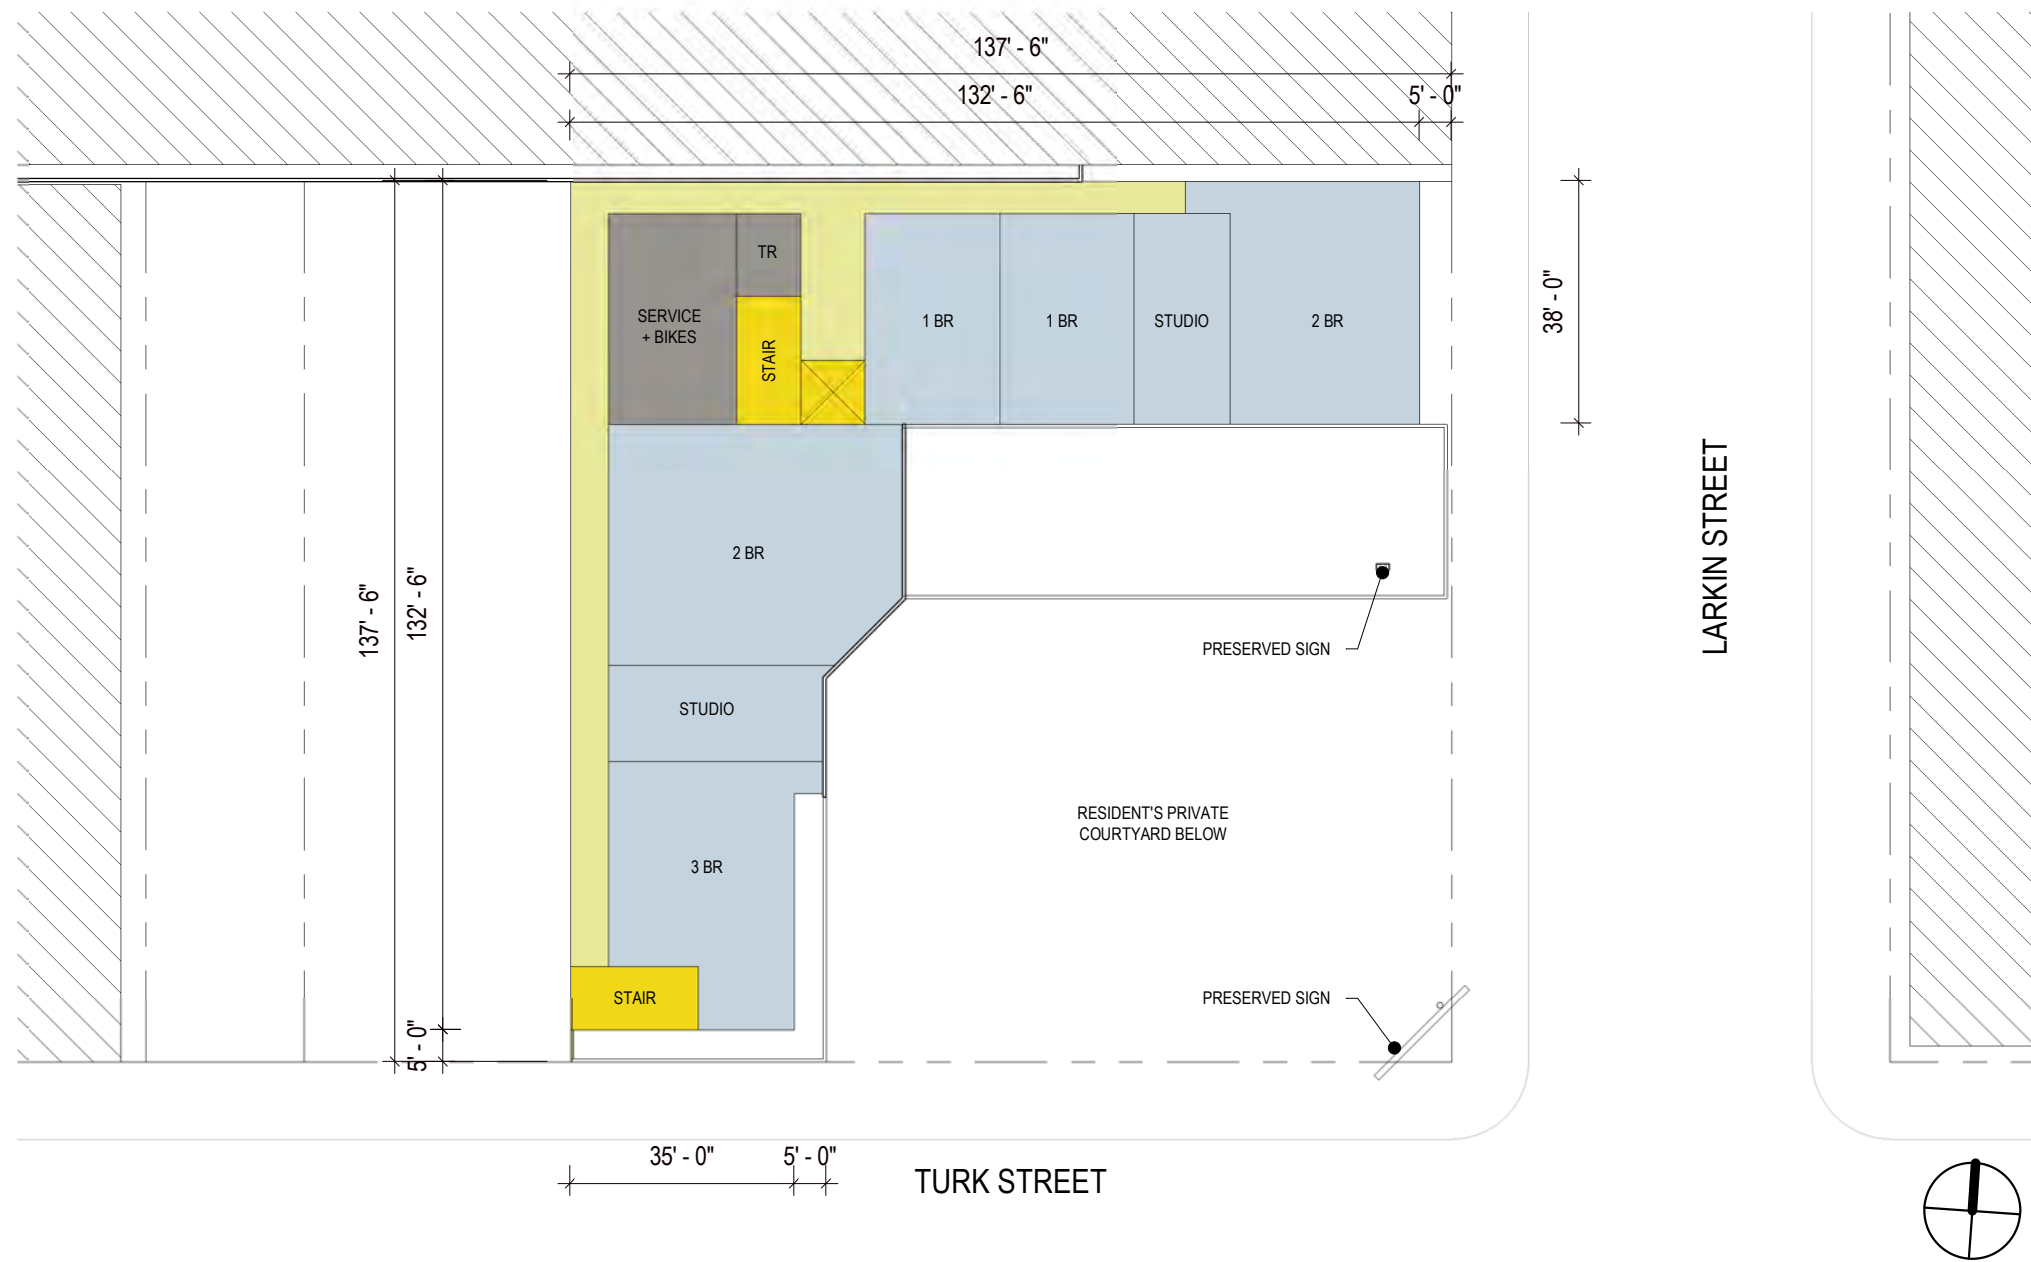 137' - 6"
132' - 6"
5' - 0"
TR
SERVICE
+ BIKES
STAIR
1 BR
1 BR
STUDIO
2 BR
38' - 0"
LARKIN STREET
2 BR
137' - 6"
132' - 6"
PRESERVED SIGN
STUDIO
RESIDENT'S PRIVATE
COURTYARD BELOW
3 BR
STAIR
PRESERVED SIGN
5' - 0"
35' - 0"
5' - 0"
TURK STREET